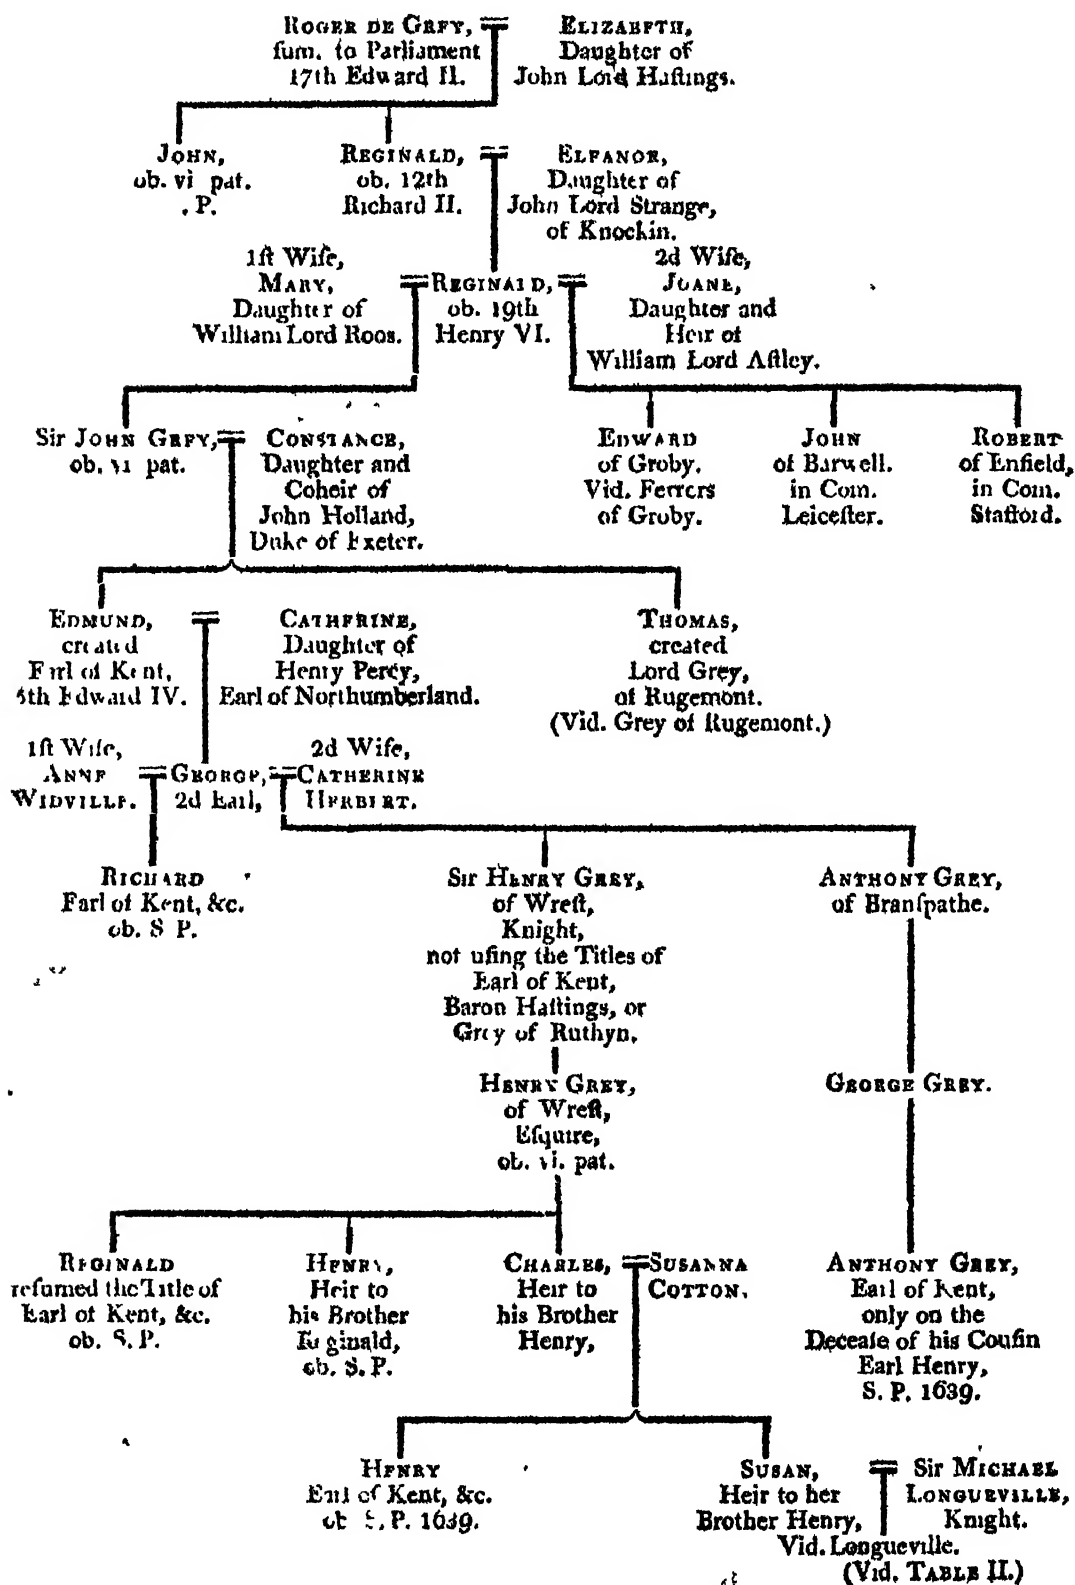 ROGER DE GREY,
sum. to Parliament
17th Edward II.
ELIZABETH,
Daughter of
John Lord Hastings.
JOHN,
ob. vi pat.
. P.
REGINALD,
ob. 12th
Richard II.
ELEANOR,
Daughter of
John Lord Strange,
of Knockin.
1ſt Wife,
MARY,
Daughter of
William Lord Roos.
REGINALD,
ob. 19th
Henry VI.
2d Wife,
JOANE,
Daughter and
Heir of
William Lord Aſtley.
Sir JOHN GREY,
ob. vi pat.
CONSTANCE,
Daughter and
Coheir of
John Holland,
Duke of Exeter.
EDWARD
of Groby.
Vid. Ferrers
of Groby.
JOHN
of Barwell.
in Com.
Leiceſter.
ROBERT
of Enfield,
in Com.
Stafford.
EDMUND,
created
Earl of Kent,
5th Edward IV.
CATHERINE,
Daughter of
Henry Percy,
Earl of Northumberland.
THOMAS,
created
Lord Grey,
of Rugemont.
(Vid. Grey of Rugemont.)
1ſt Wife,
ANNE
WIDVILLE.
GEORGE,
2d Earl,
2d Wife,
CATHERINE
HERBERT.
RICHARD
Earl of Kent, &c.
ob. S P.
Sir HENRY GREY,
of Wreſt,
Knight,
not uſing the Titles of
Earl of Kent,
Baron Haſtings, or
Grey of Ruthyn.
ANTHONY GREY,
of Branſpathe.
HENRY GREY,
of Wreſt,
Eſquire,
ob. vi. pat.
GEORGE GREY.
REGINALD
reſumed the Title of
Earl of Kent, &c.
ob. S. P.
HENRY,
Heir to
his Brother
Reginald,
ob. S. P.
CHARLES,
Heir to
his Brother
Henry,
SUSANNA
COTTON.
ANTHONY GREY,
Earl of Kent,
only on the
Deceaſe of his Couſin
Earl Henry,
S. P. 1639.
HENRY
Earl of Kent, &c.
ob S. P. 1639.
SUSAN,
Heir to her
Brother Henry,
Vid. Longueville.
Sir MICHAEL
LONGUEVILLE,
Knight.
(Vid. TABLE II.)